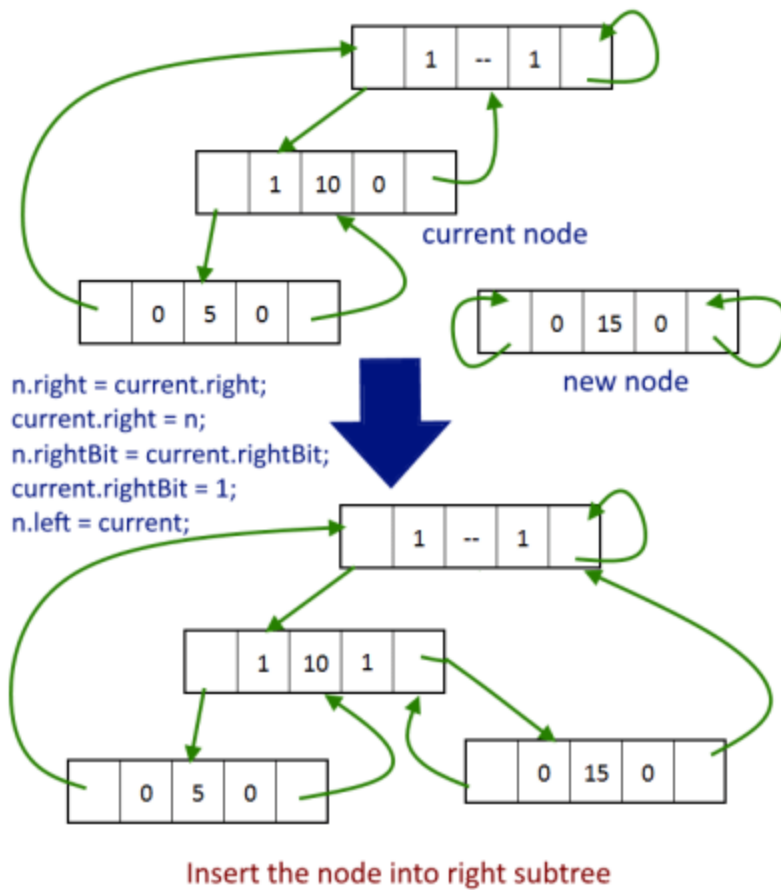 1 -- 1
1 10 0
current node
0 5 0
0 15 0
new node
n.right = current.right;
current.right = n;
n.rightBit = current.rightBit;
current.rightBit = 1;
n.left = current;
1 -- 1
1 10 1
0 5 0
0 15 0
Insert the node into right subtree